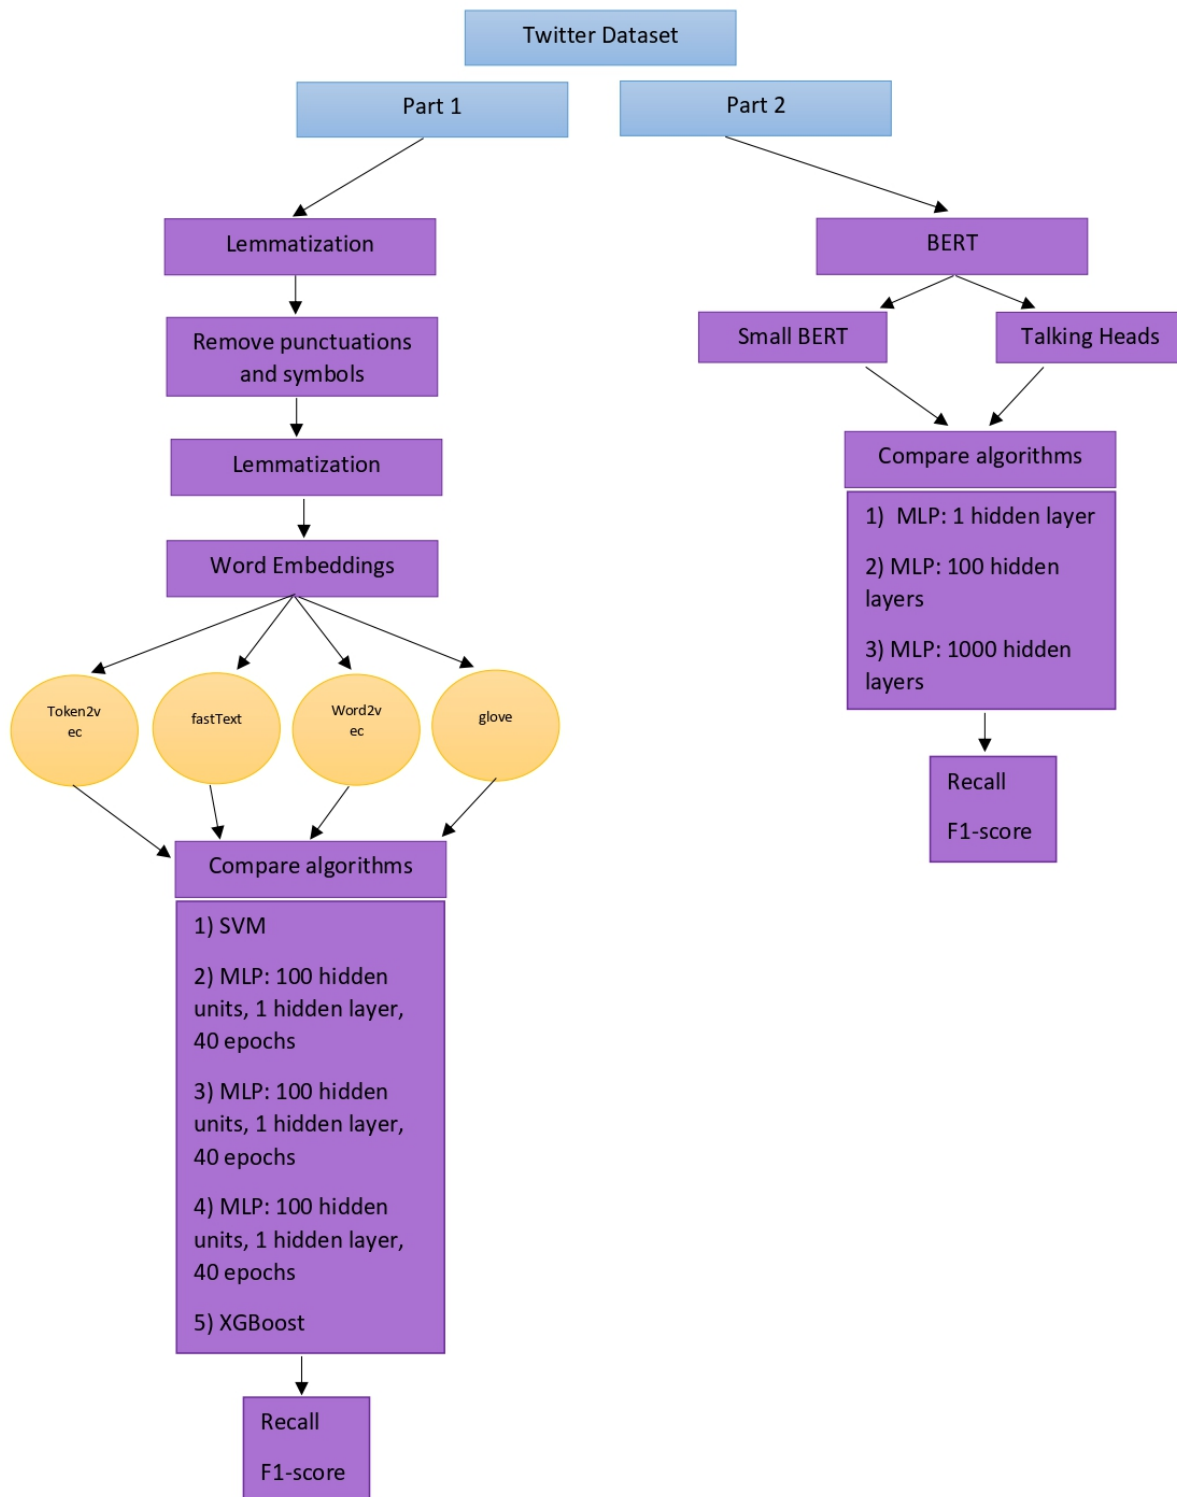 Twitter Dataset
Part 1
Part 2
Lemmatization
Remove punctuations
and symbols
Lemmatization
Word Embeddings
Token2v
ec
fastText
Word2v
ec
glove
Compare algorithms
1) SVM
2) MLP: 100 hidden
units, 1 hidden layer,
40 epochs
3) MLP: 100 hidden
units, 1 hidden layer,
40 epochs
4) MLP: 100 hidden
units, 1 hidden layer,
40 epochs
5) XGBoost
Recall
F1-score
BERT
Small BERT
Talking Heads
Compare algorithms
1) MLP: 1 hidden layer
2) MLP: 100 hidden
layers
3) MLP: 1000 hidden
layers
Recall
F1-score